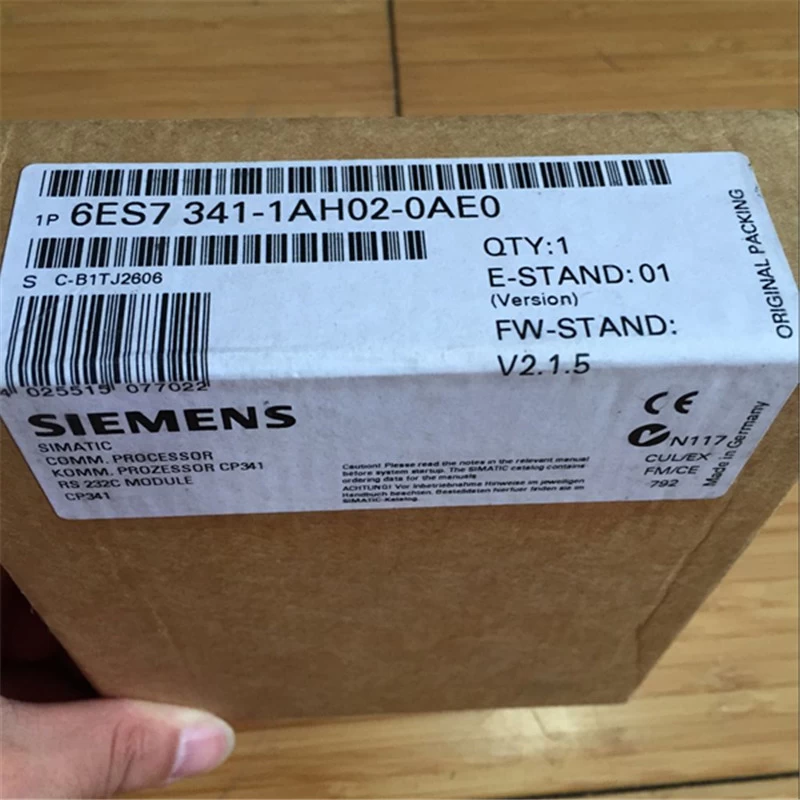 1P 6ES7 341-1AH02-0AE0
S C-B1TJ2606
QTY:1
E-STAND: 01
(Version)
FW-STAND:
V2.1.5
ORIGINAL PACKING
4 025515 077022
SIEMENS
SIMATIC
COMM. PROCESSOR
KOMM. PROZESSOR CP341
RS 232C MODULE
CP341
Caution! Please read the notes in the relevant manual
before system startup. The SIMATIC catalog contains
ordering data for the manuals.
ACHTUNG! Vor Inbetriebnahme Hinweise im jeweiligen
Handbuch beachten. Bestelldaten hierfuer finden sie im
SIMATIC-Katalog.
CE
N117
CUL/EX
FM/CE
792
Made in Germany